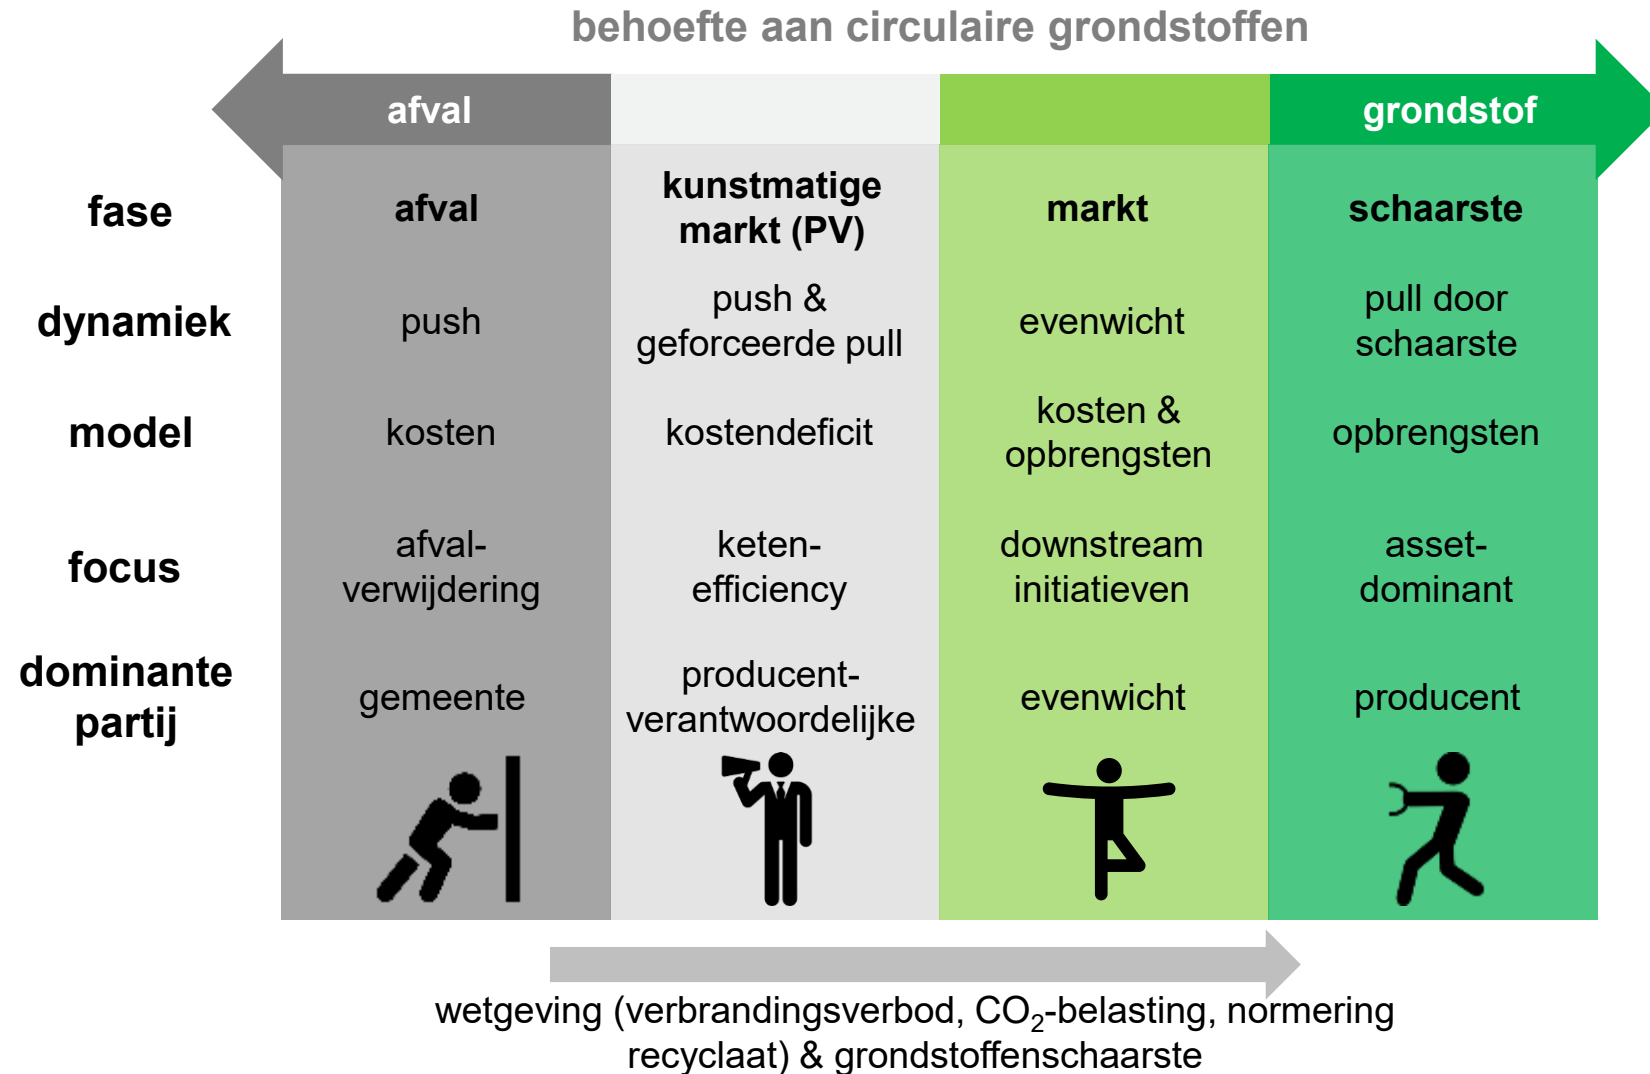 behoefte aan circulaire grondstoffen
afval
grondstof
fase
afval
kunstmatige
markt (PV)
markt
schaarste
dynamiek
push
push &
geforceerde pull
evenwicht
pull door
schaarste
model
kosten
kostendeficit
kosten &
opbrengsten
opbrengsten
focus
afval-
verwijdering
keten-
efficiency
downstream
initiatieven
asset-
dominant
dominante
partij
gemeente
producent-
verantwoordelijke
evenwicht
producent
wetgeving (verbrandingsverbod, CO₂-belasting, normering
recyclaat) & grondstoffenschaarste